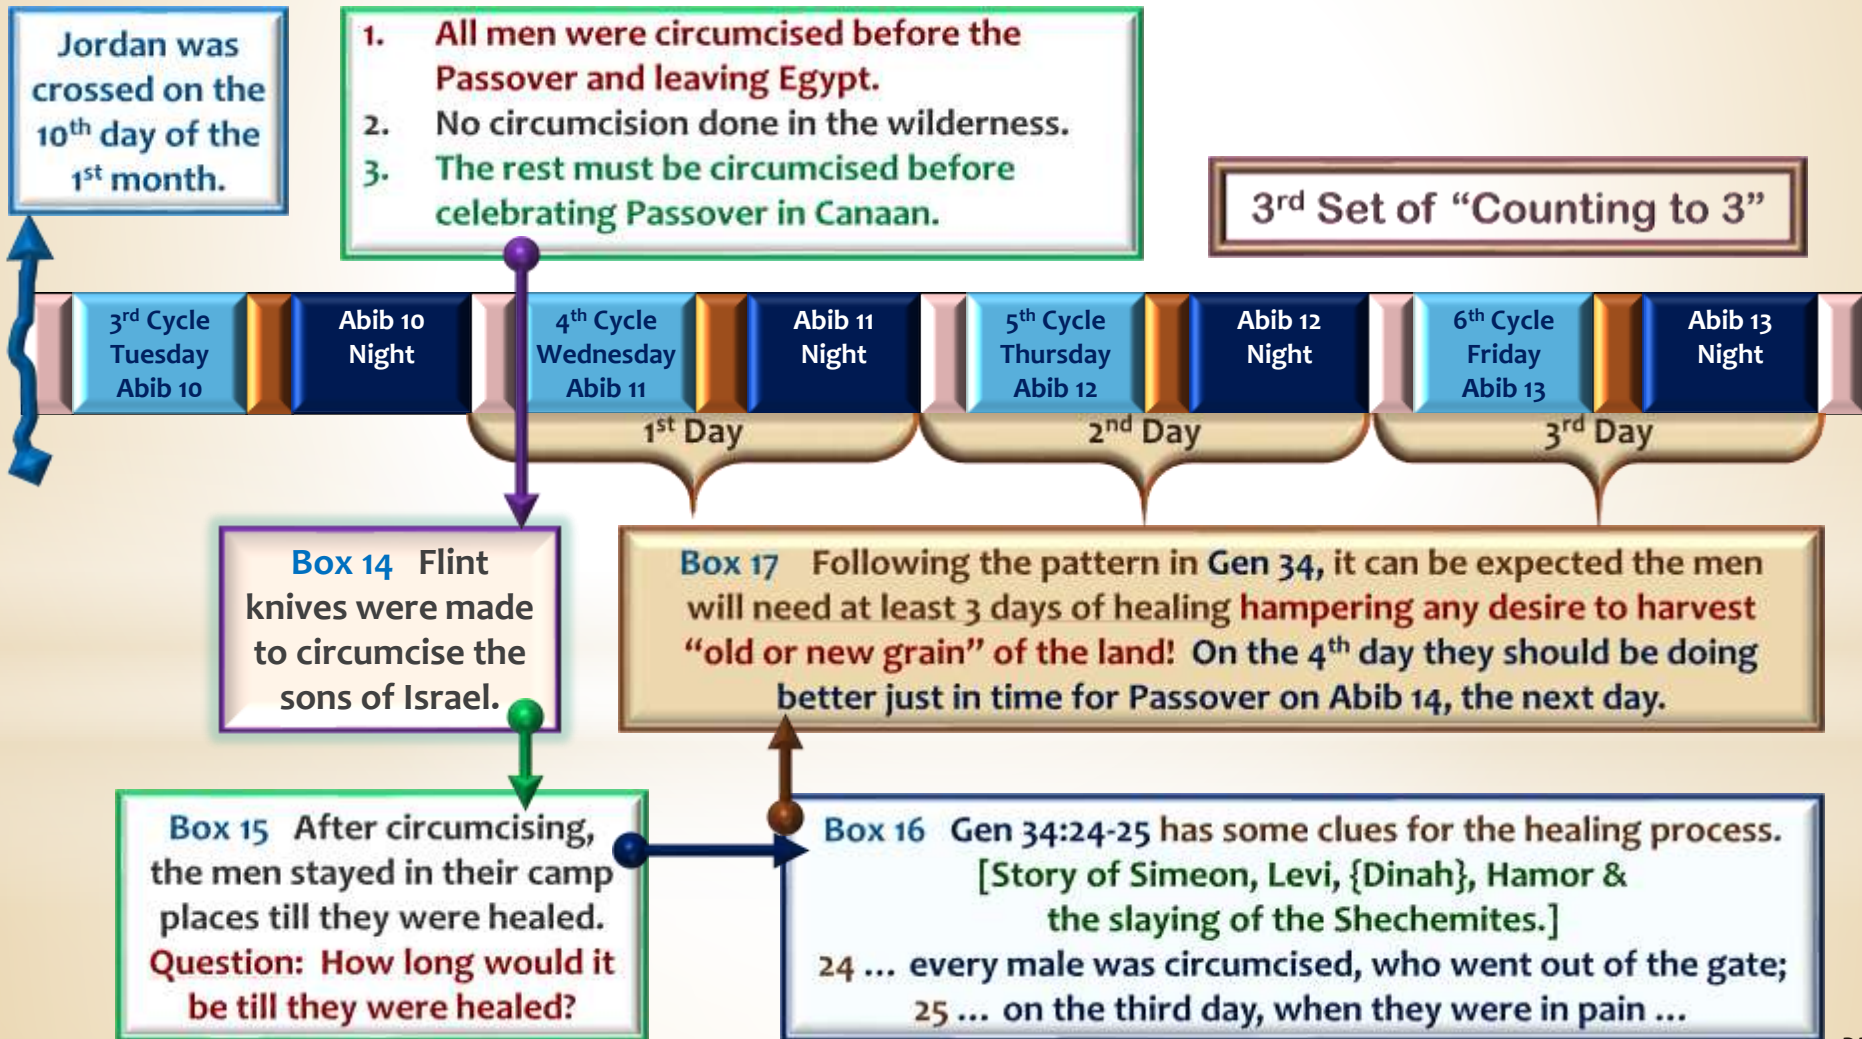 Jordan was
crossed on the
10th day of the
1st month.
1. All men were circumcised before the
Passover and leaving Egypt.
2. No circumcision done in the wilderness.
3. The rest must be circumcised before
celebrating Passover in Canaan.
3rd Set of “Counting to 3”
3rd Cycle
Tuesday
Abib 10
Abib 10
Night
4th Cycle
Wednesday
Abib 11
Abib 11
Night
5th Cycle
Thursday
Abib 12
Abib 12
Night
6th Cycle
Friday
Abib 13
Abib 13
Night
1st Day
2nd Day
3rd Day
Box 14 Flint
knives were made
to circumcise the
sons of Israel.
Box 17 Following the pattern in Gen 34, it can be expected the men
will need at least 3 days of healing hampering any desire to harvest
“old or new grain” of the land! On the 4th day they should be doing
better just in time for Passover on Abib 14, the next day.
Box 15 After circumcising,
the men stayed in their camp
places till they were healed.
Question: How long would it
be till they were healed?
Box 16 Gen 34:24-25 has some clues for the healing process.
[Story of Simeon, Levi, {Dinah}, Hamor &
the slaying of the Shechemites.]
24 ... every male was circumcised, who went out of the gate;
25 ... on the third day, when they were in pain ...